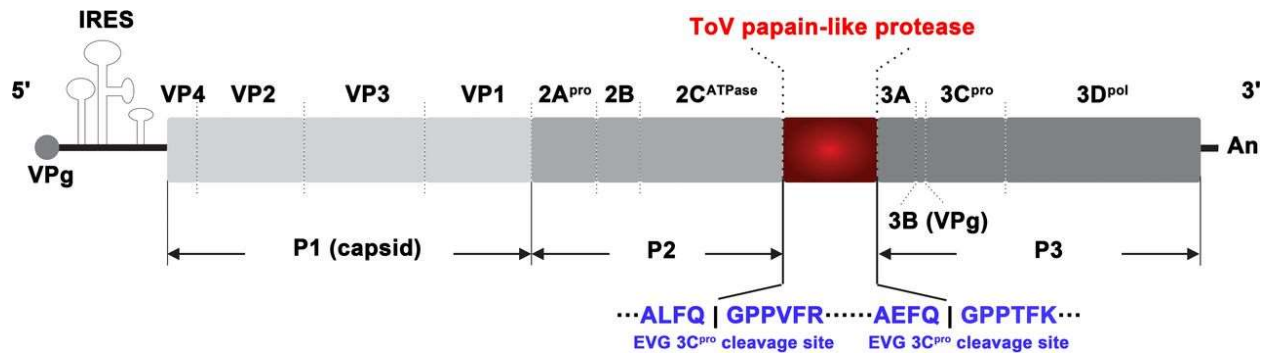 IRES
ToV papain-like protease
5'
VP4 VP2 VP3 VP1 2Aᵖʳᵒ 2B 2Cᴬᵀᴾᵃˢᵉ 3A 3Cᵖʳᵒ 3Dᵖᵒˡ
3'
VPg
An
3B (VPg)
P1 (capsid) P2 P3
···ALFQ | GPPVFR······AEFQ | GPPTFK···
EVG 3Cᵖʳᵒ cleavage site EVG 3Cᵖʳᵒ cleavage site